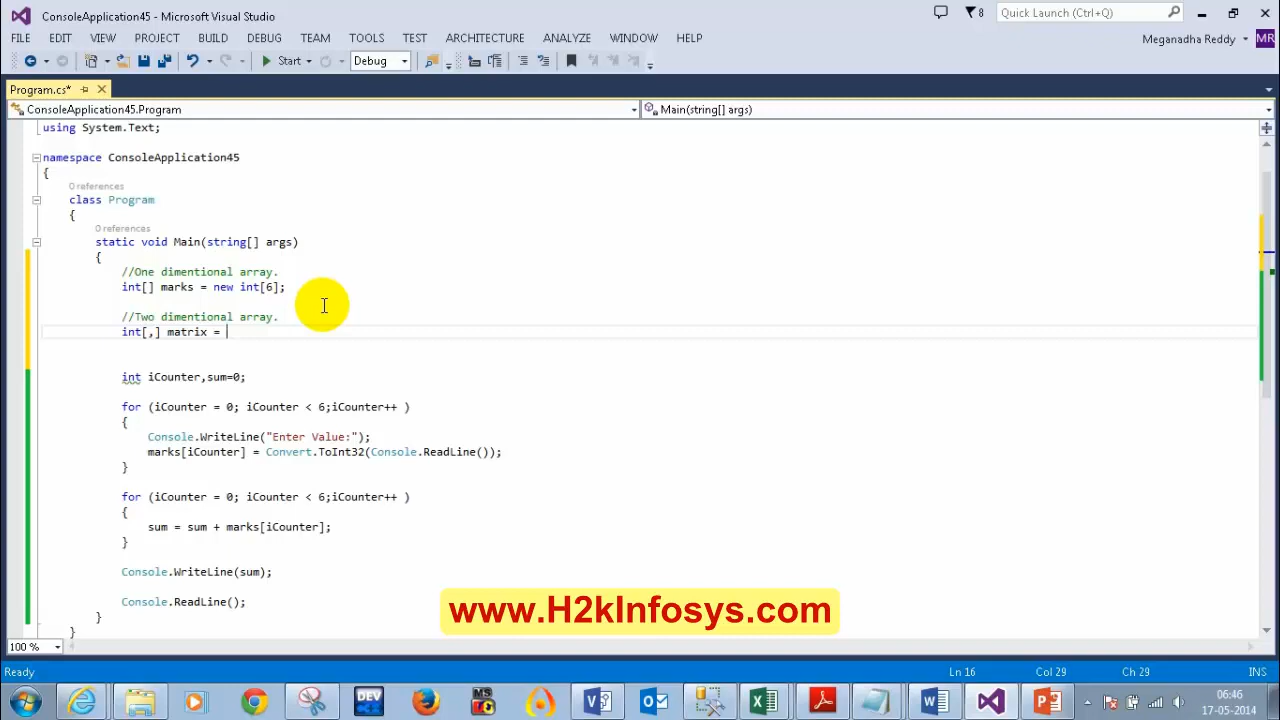 ConsoleApplication45 - Microsoft Visual Studio
8
Quick Launch (Ctrl+Q)
FILE EDIT VIEW PROJECT BUILD DEBUG TEAM TOOLS TEST ARCHITECTURE ANALYZE WINDOW HELP
Meganadha Reddy MR
Start Debug
Program.cs*
ConsoleApplication45.Program Main(string[] args)
using System.Text;
namespace ConsoleApplication45
{
0 references
class Program
{
0 references
static void Main(string[] args)
{
//One dimentional array.
int[] marks = new int[6];
//Two dimentional array.
int[,] matrix =
int iCounter,sum=0;
for (iCounter = 0; iCounter < 6;iCounter++ )
{
Console.WriteLine("Enter Value:");
marks[iCounter] = Convert.ToInt32(Console.ReadLine());
}
for (iCounter = 0; iCounter < 6;iCounter++ )
{
sum = sum + marks[iCounter];
}
Console.WriteLine(sum);
Console.ReadLine();
}
}
www.H2kInfosys.com
100 %
Ready Ln 16 Col 29 Ch 29 INS
DEV
MS
06:46
17-05-2014